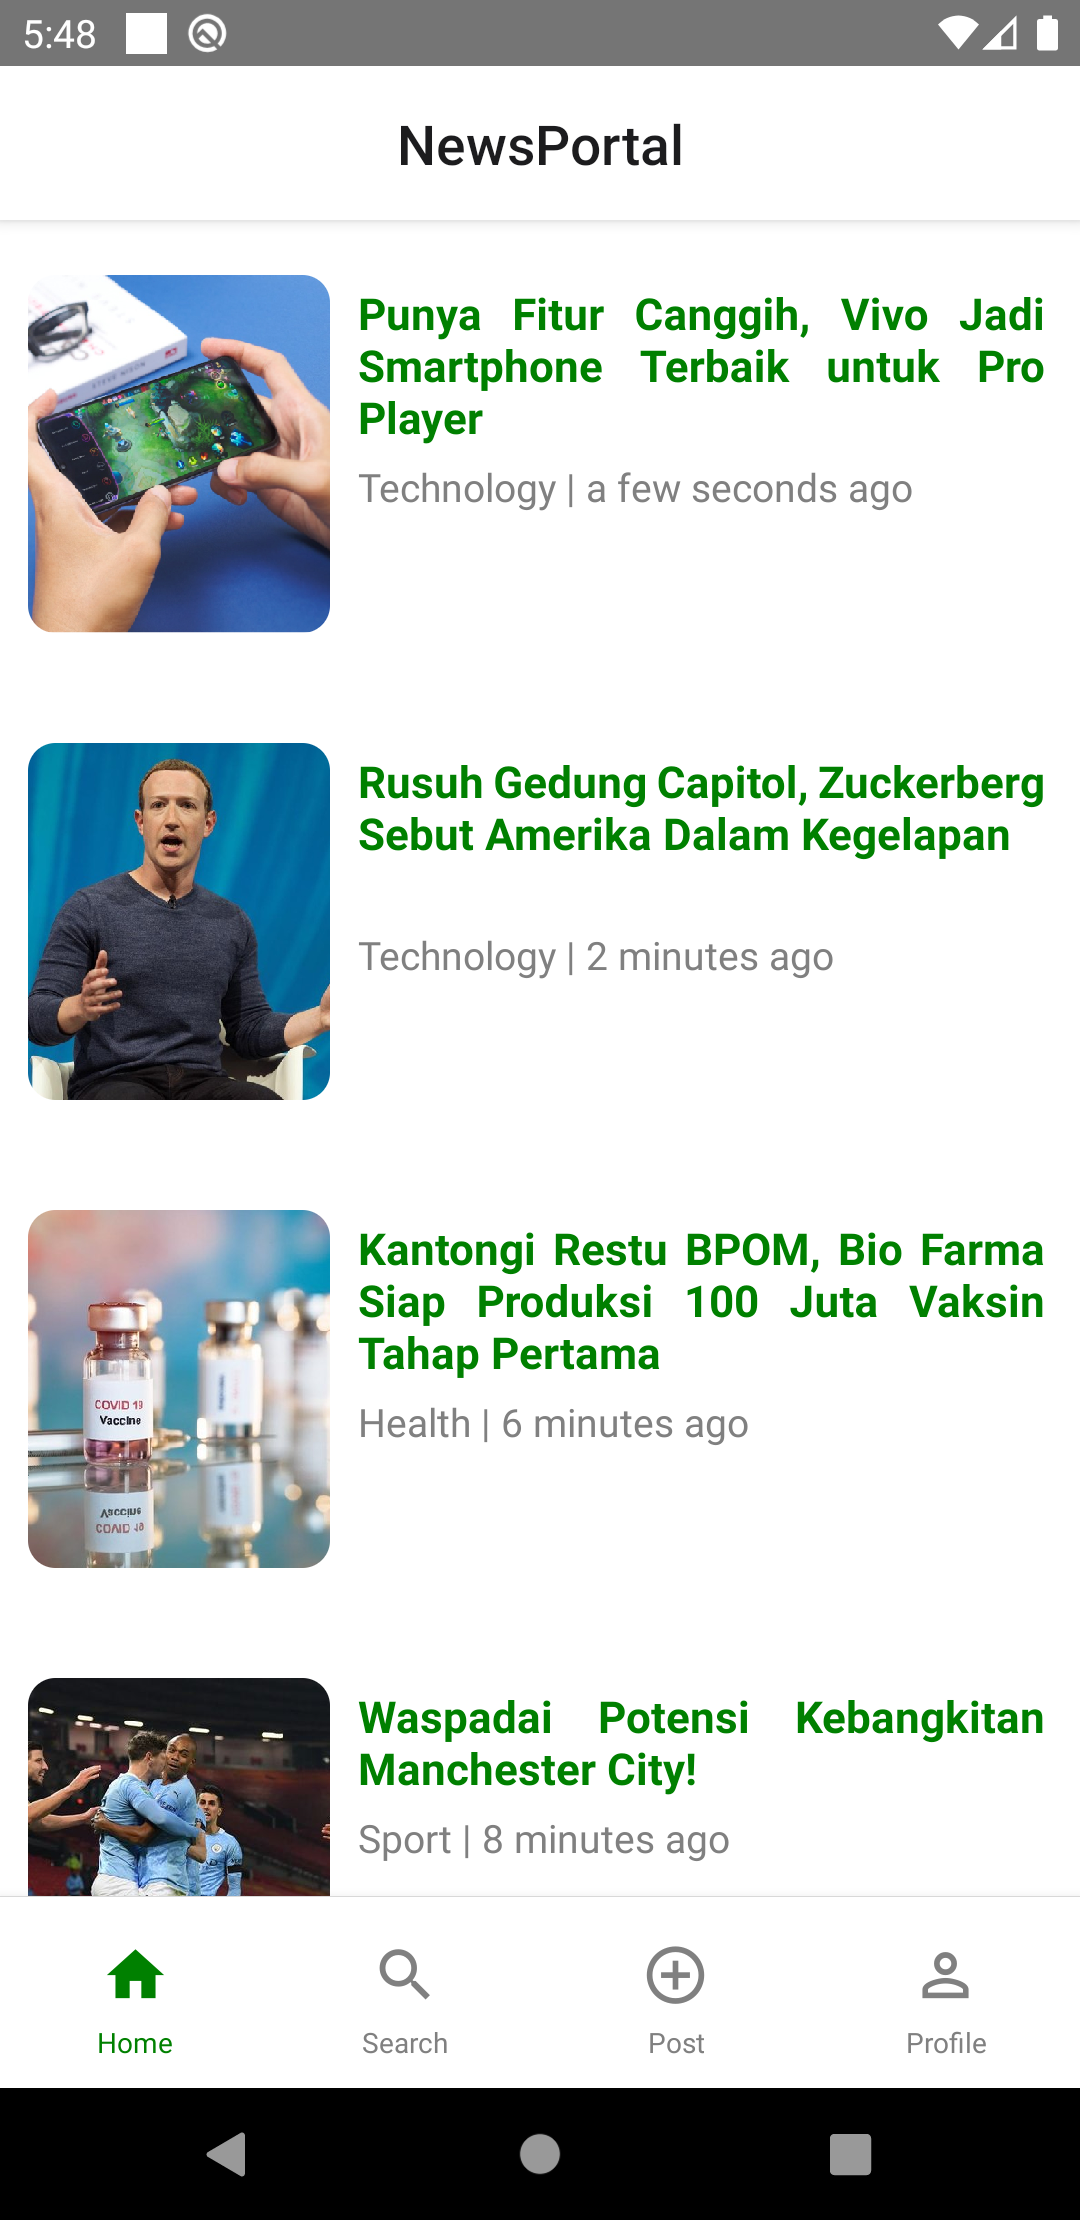 5:48
NewsPortal
Punya Fitur Canggih, Vivo Jadi
Smartphone Terbaik untuk Pro
Player
Technology | a few seconds ago
Rusuh Gedung Capitol, Zuckerberg
Sebut Amerika Dalam Kegelapan
Technology | 2 minutes ago
Kantongi Restu BPOM, Bio Farma
Siap Produksi 100 Juta Vaksin
Tahap Pertama
Health | 6 minutes ago
COVID 19
Vaccine
Waspadai Potensi Kebangkitan
Manchester City!
Sport | 8 minutes ago
Home
Search
Post
Profile